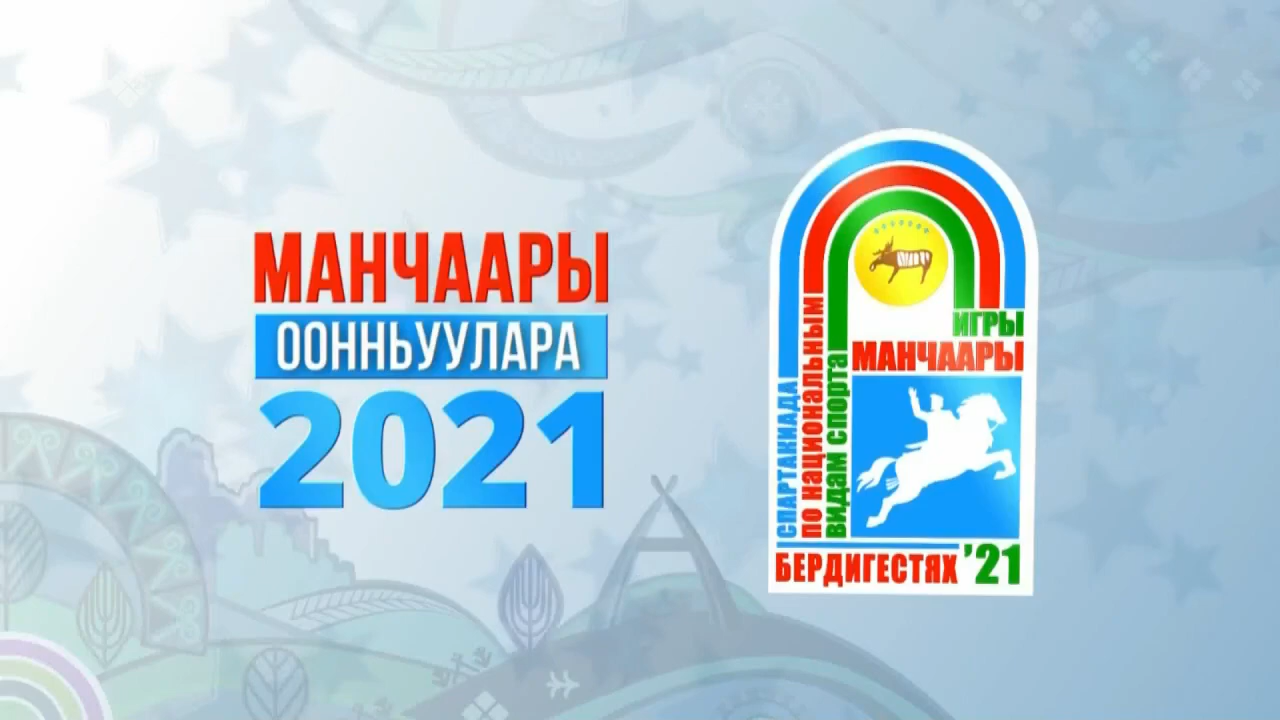 МАНЧААРЫ
ООННЬУУЛАРА
2021
СПАРТАКИАДА
ПО НАЦИОНАЛЬНЫМ
ВИДАМ СПОРТА
ИГРЫ
МАНЧААРЫ
БЕРДИГЕСТЯХ '21